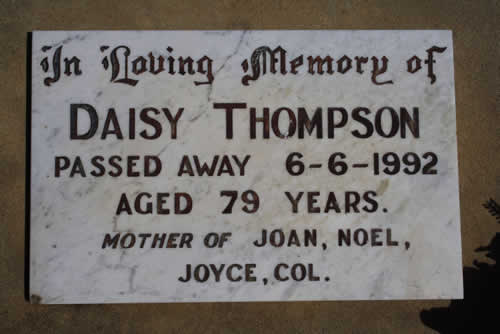 In Loving Memory of
DAISY THOMPSON
PASSED AWAY 6-6-1992
AGED 79 YEARS.
MOTHER OF JOAN, NOEL,
JOYCE, COL.